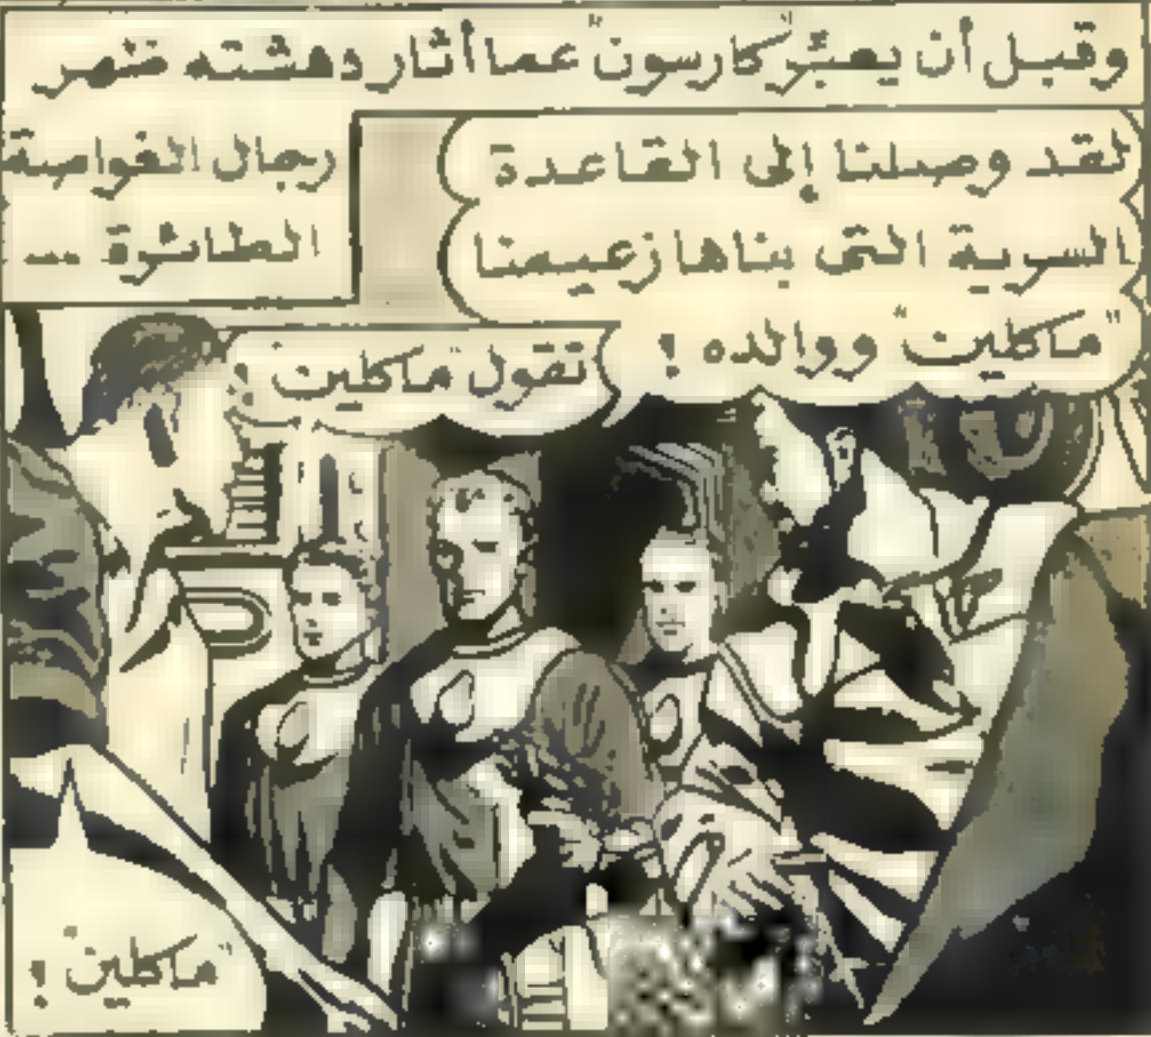 وقبل أن يعبّر "كارسون" عما أثار دهشته ظهر
رجال الغواصة
الطائرة ...
لقد وصلنا إلى القاعدة
السرية التي بناها زعيمنا
"ماكلين" ووالده !
تقول "ماكلين" !
"ماكلين" !